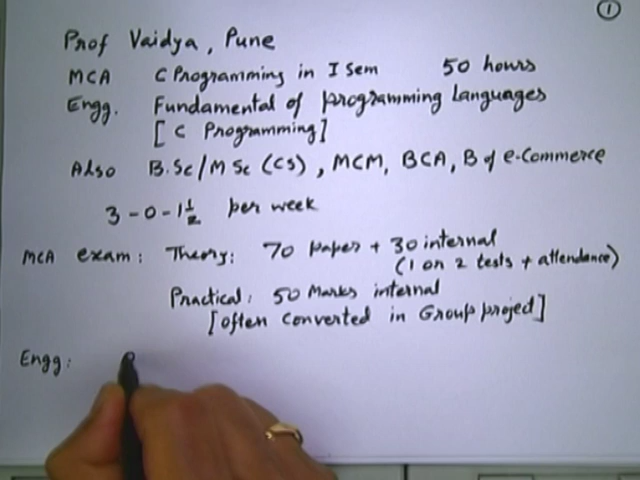 1
Prof Vaidya, Pune
MCA C Programming in I Sem 50 hours
Engg. Fundamental of programming Languages
[C Programming]
Also B.Sc/MSc (CS), MCM, BCA, B of e-Commerce
3-0-1½ per week
MCA exam: Theory: 70 paper + 30 internal
(1 on 2 tests + attendance)
Practical: 50 Marks internal
[often Converted in Group project]
Engg: